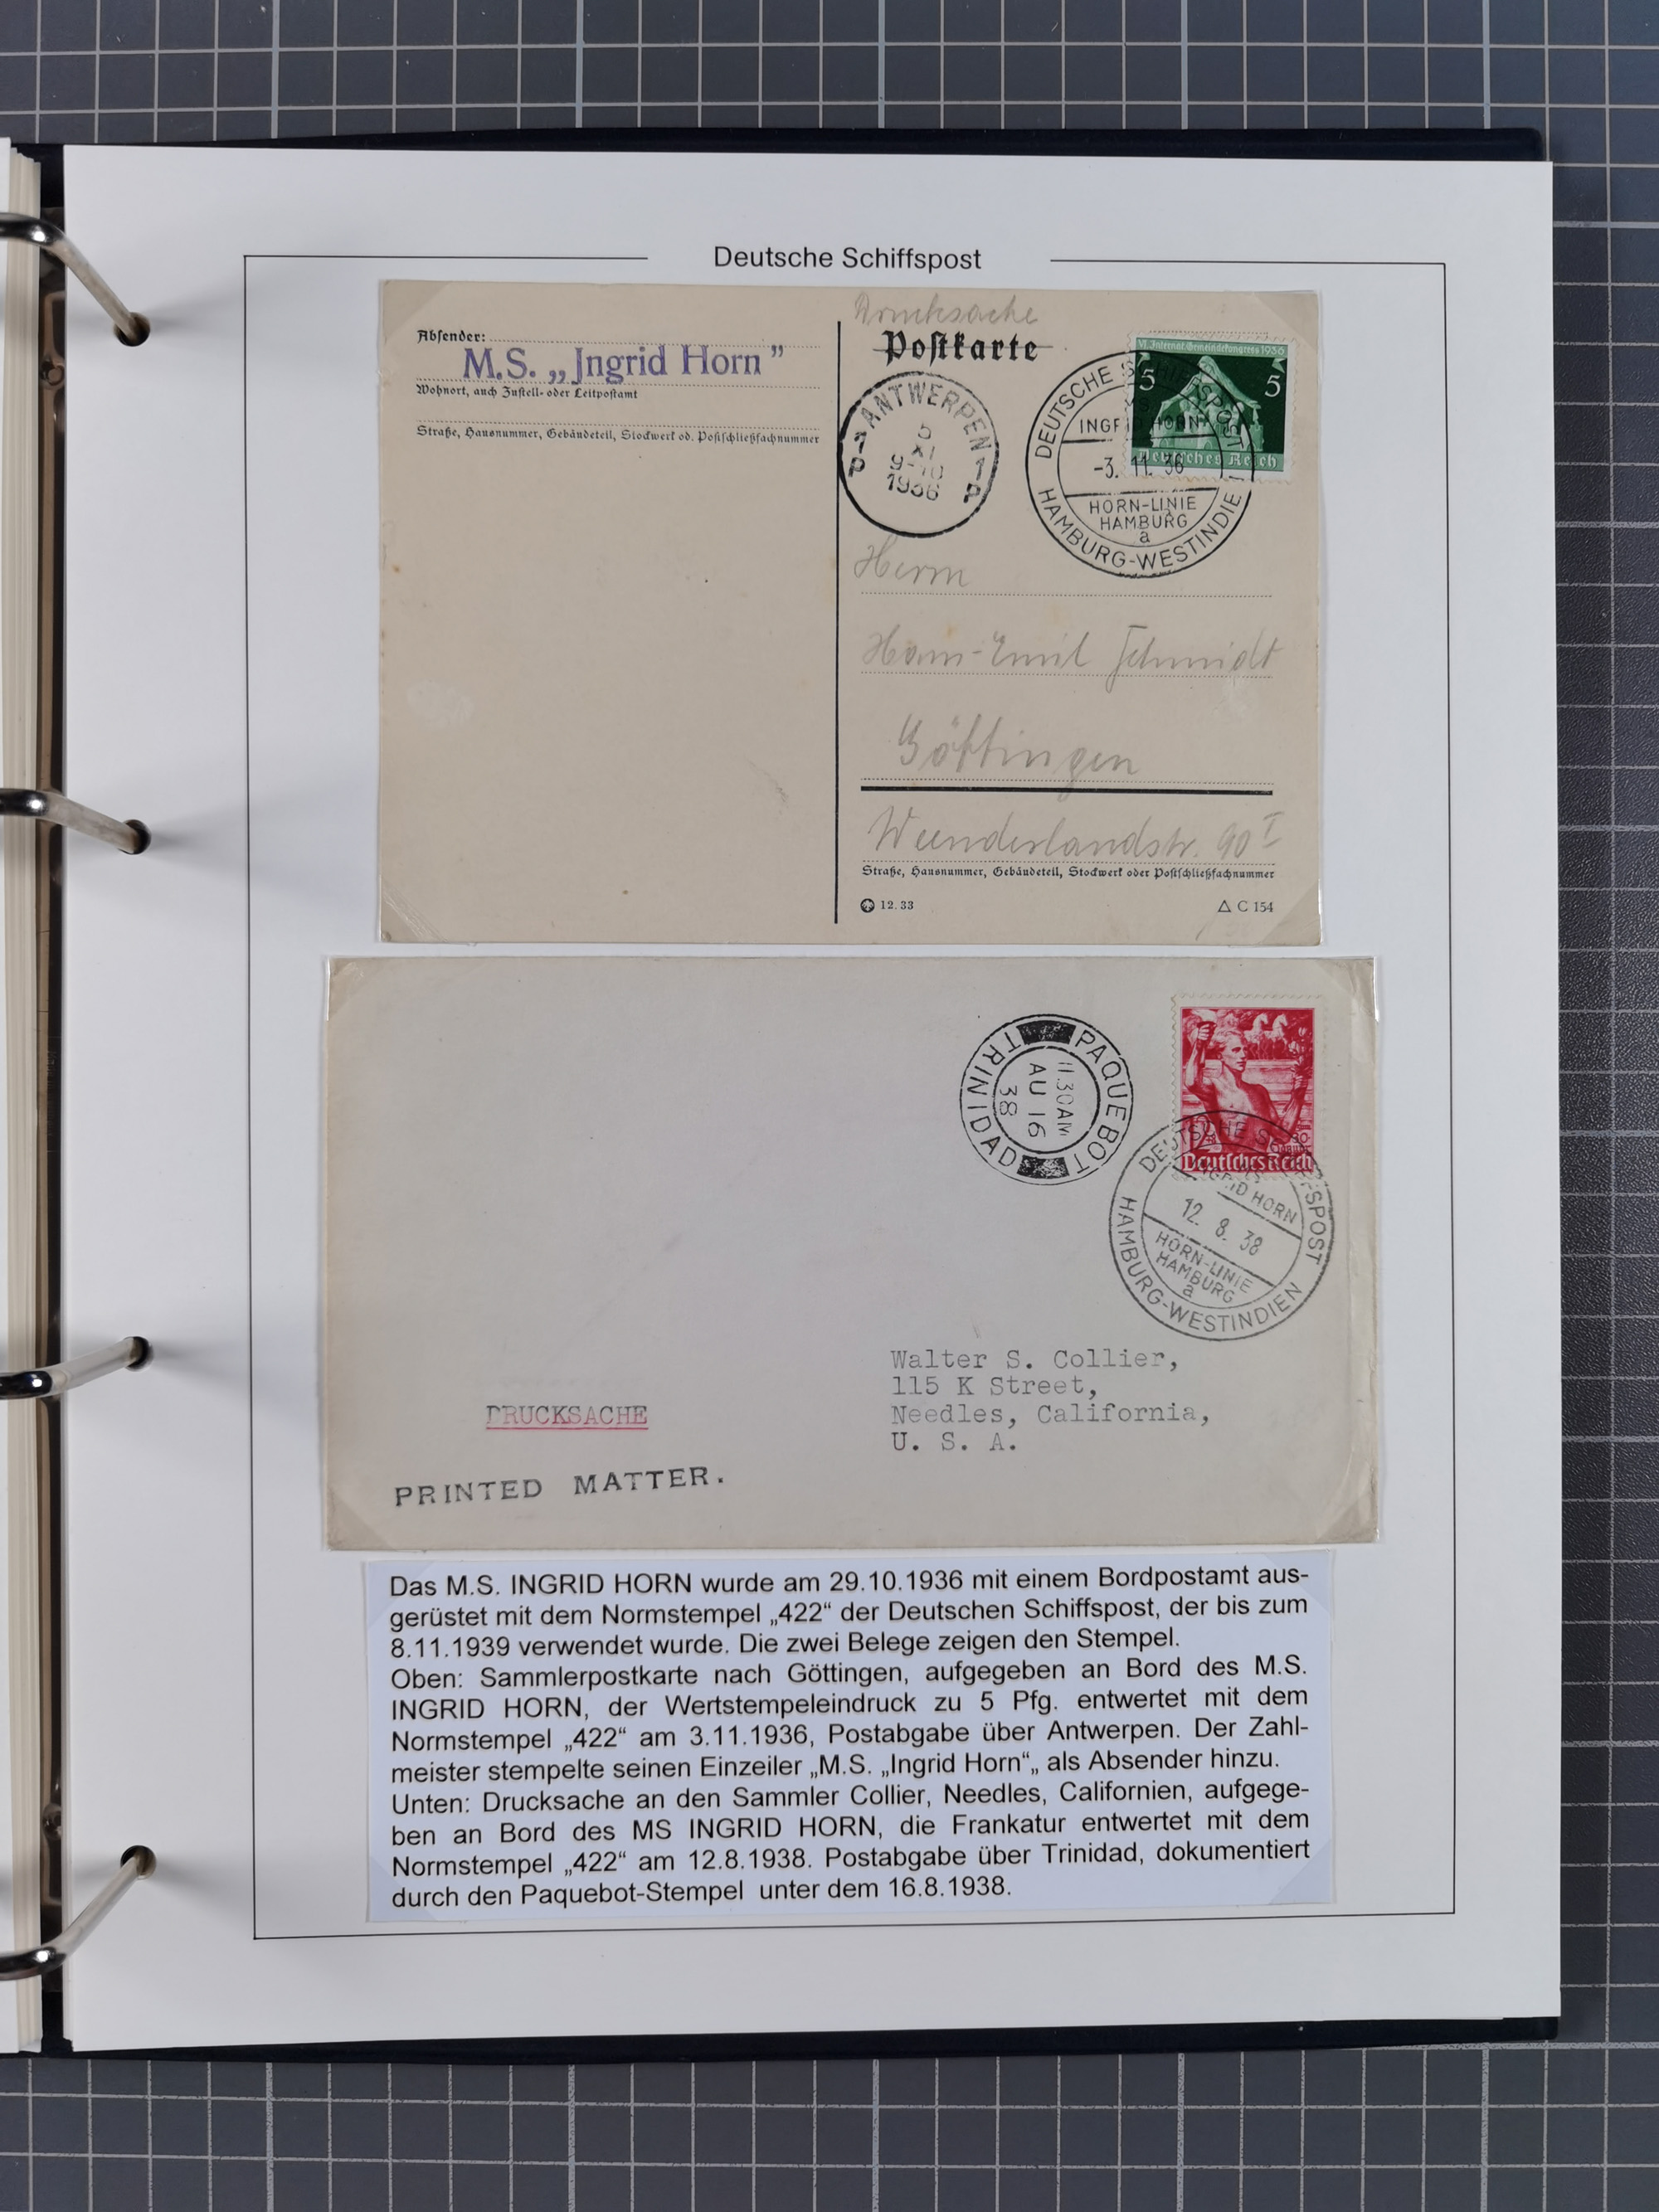 Deutsche Schiffspost
Drucksache
Absender:
M.S. „Jngrid Horn”
Wohnort, auch Zustell- oder Leitpostamt
Straße, Hausnummer, Gebäudeteil, Stockwerk od. Postschließfachnummer
Postkarte
ANTWERPEN
5
XI
9-10
1936
1P 1P
VI. Internat. Gemeindekongress 1936
5 5
Deutsches Reich
DEUTSCHE SCHIFFSPOST
INGRID HORN
-3. 11. 36
HORN-LINIE
HAMBURG
a
HAMBURG-WESTINDIEN
Herrn
Hans-Emil Schmidt
Göttingen
Weenderlandstr. 90 I
Straße, Hausnummer, Gebäudeteil, Stockwerk oder Postschließfachnummer
12. 33
△ C 154
PAQUEBOT
11.30AM
AU 16
38
TRINIDAD
Deutsches Reich
DEUTSCHE SCHIFFSPOST
INGRID HORN
12. 8. 38
HORN-LINIE
HAMBURG
a
HAMBURG-WESTINDIEN
Walter S. Collier,
115 K Street,
Needles, California,
U. S. A.
DRUCKSACHE
PRINTED MATTER.
Das M.S. INGRID HORN wurde am 29.10.1936 mit einem Bordpostamt aus-
gerüstet mit dem Normstempel „422“ der Deutschen Schiffspost, der bis zum
8.11.1939 verwendet wurde. Die zwei Belege zeigen den Stempel.
Oben: Sammlerpostkarte nach Göttingen, aufgegeben an Bord des M.S.
INGRID HORN, der Wertstempeleindruck zu 5 Pfg. entwertet mit dem
Normstempel „422“ am 3.11.1936, Postabgabe über Antwerpen. Der Zahl-
meister stempelte seinen Einzeiler „M.S. „Ingrid Horn“„ als Absender hinzu.
Unten: Drucksache an den Sammler Collier, Needles, Californien, aufgege-
ben an Bord des MS INGRID HORN, die Frankatur entwertet mit dem
Normstempel „422“ am 12.8.1938. Postabgabe über Trinidad, dokumentiert
durch den Paquebot-Stempel unter dem 16.8.1938.